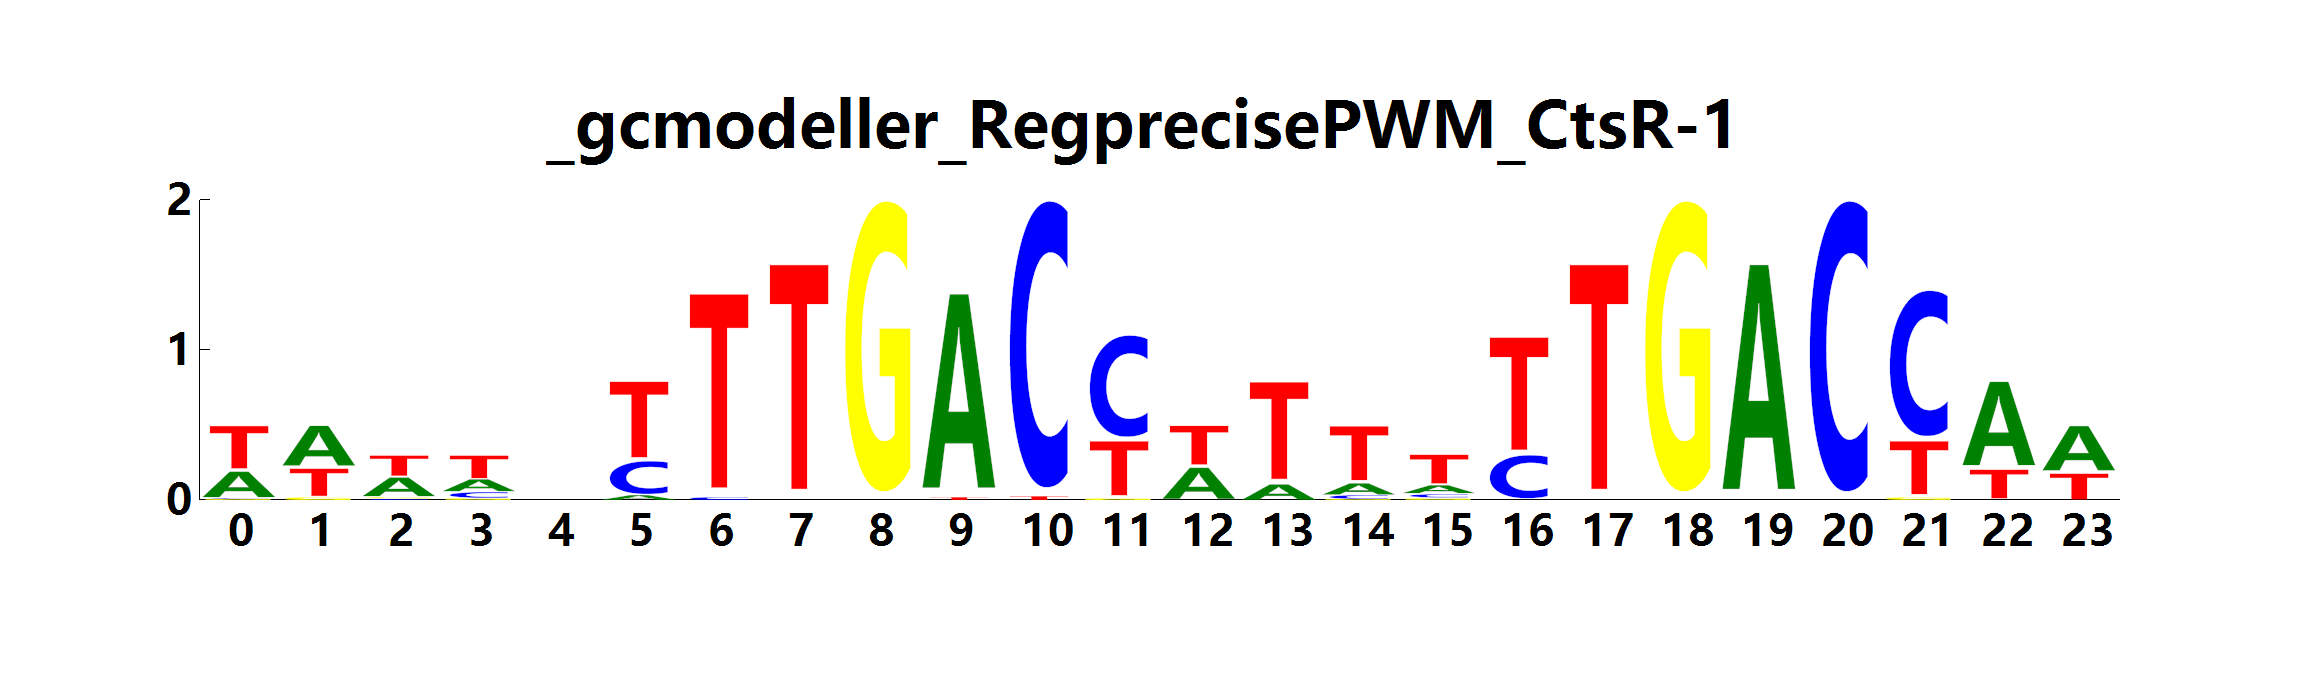 _gcmodeller_RegprecisePWM_CtsR-1
2
1
0
T A T T T T T G A C C T T T T T T G A C C A A
A T A A C C T T A A A A C T T T
C A C C
0 1 2 3 4 5 6 7 8 9 10 11 12 13 14 15 16 17 18 19 20 21 22 23